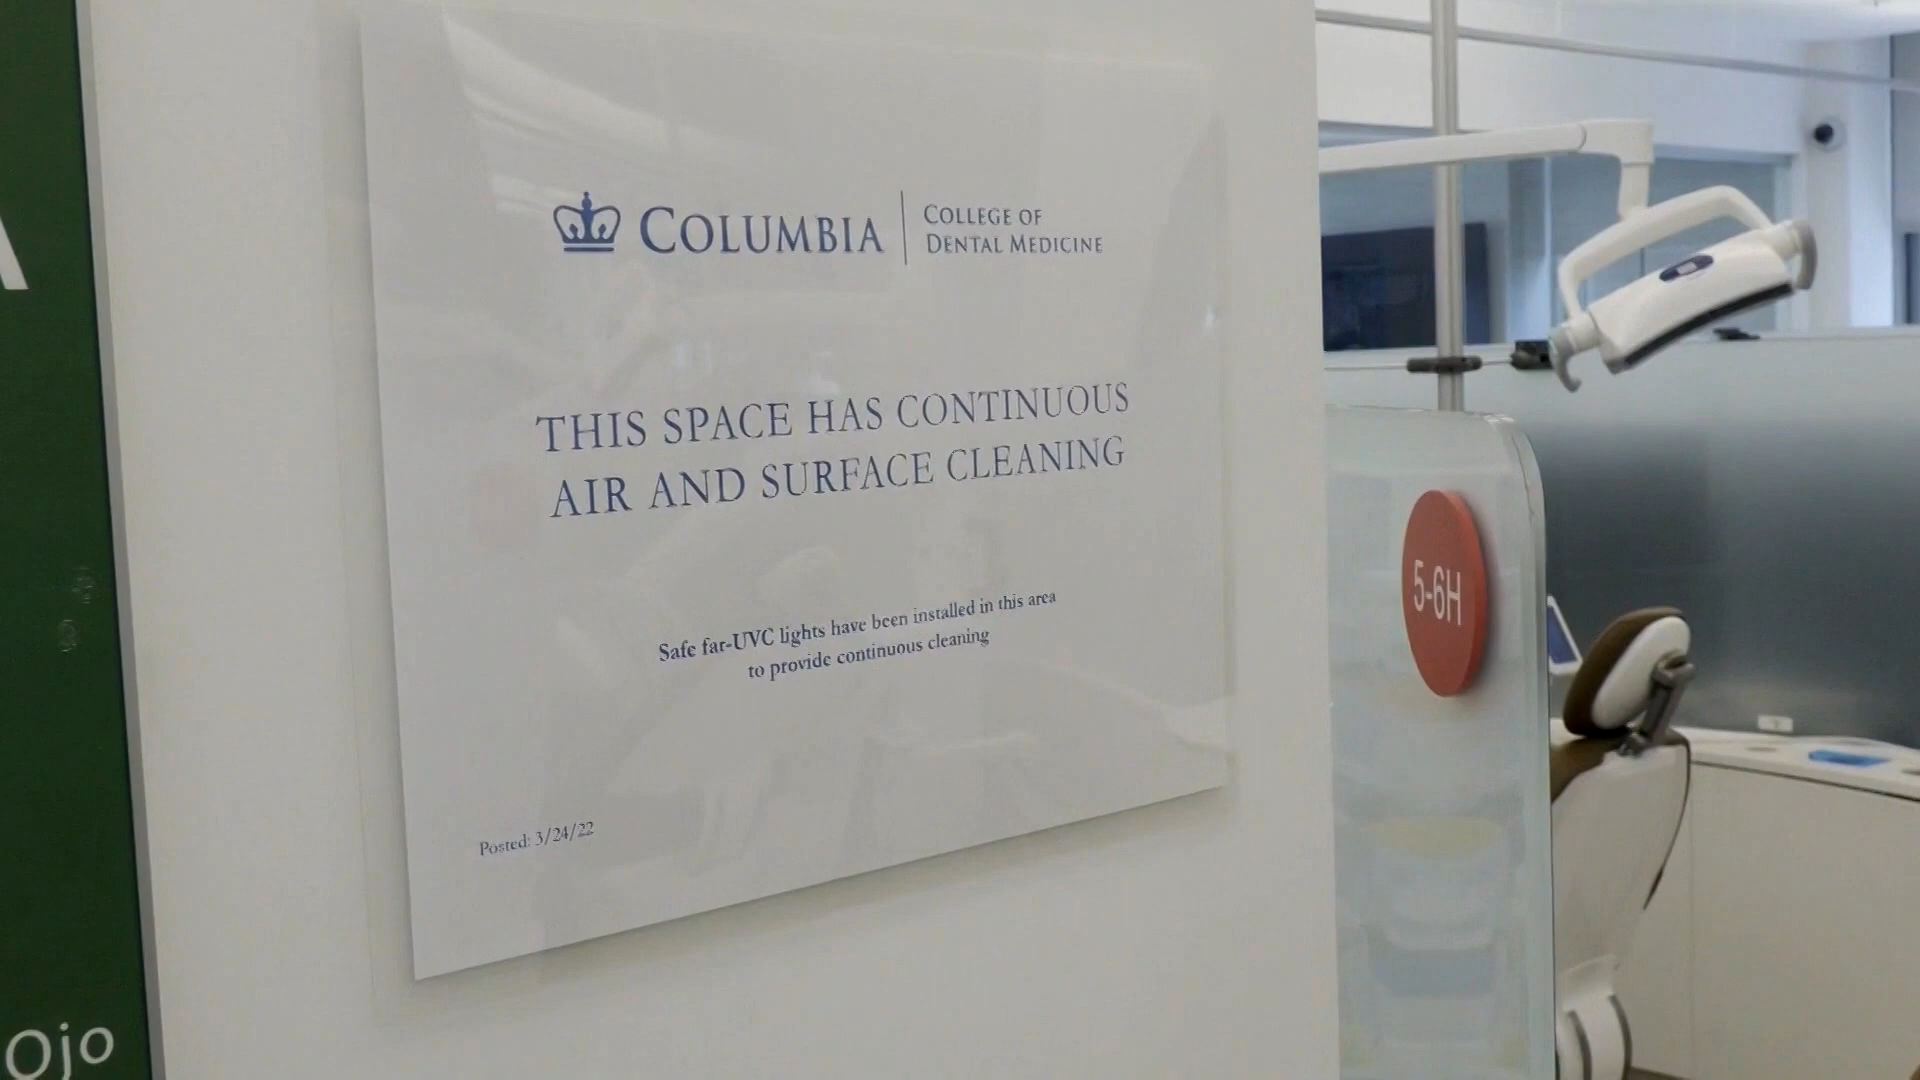 COLUMBIA
COLLEGE OF
DENTAL MEDICINE
THIS SPACE HAS CONTINUOUS
AIR AND SURFACE CLEANING
Safe far-UVC lights have been installed in this area
to provide continuous cleaning
Posted: 3/24/22
5-6H
Ojo